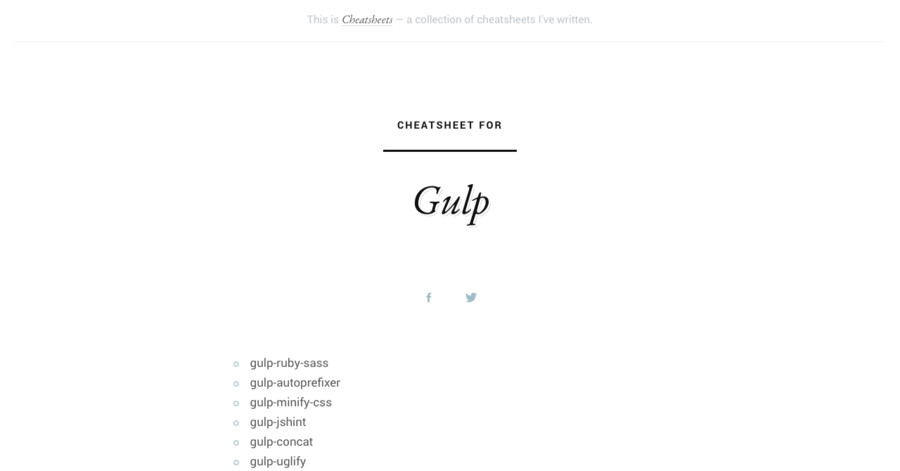 This is Cheatsheets — a collection of cheatsheets I've written.
CHEATSHEET FOR
Gulp
gulp-ruby-sass
gulp-autoprefixer
gulp-minify-css
gulp-jshint
gulp-concat
gulp-uglify